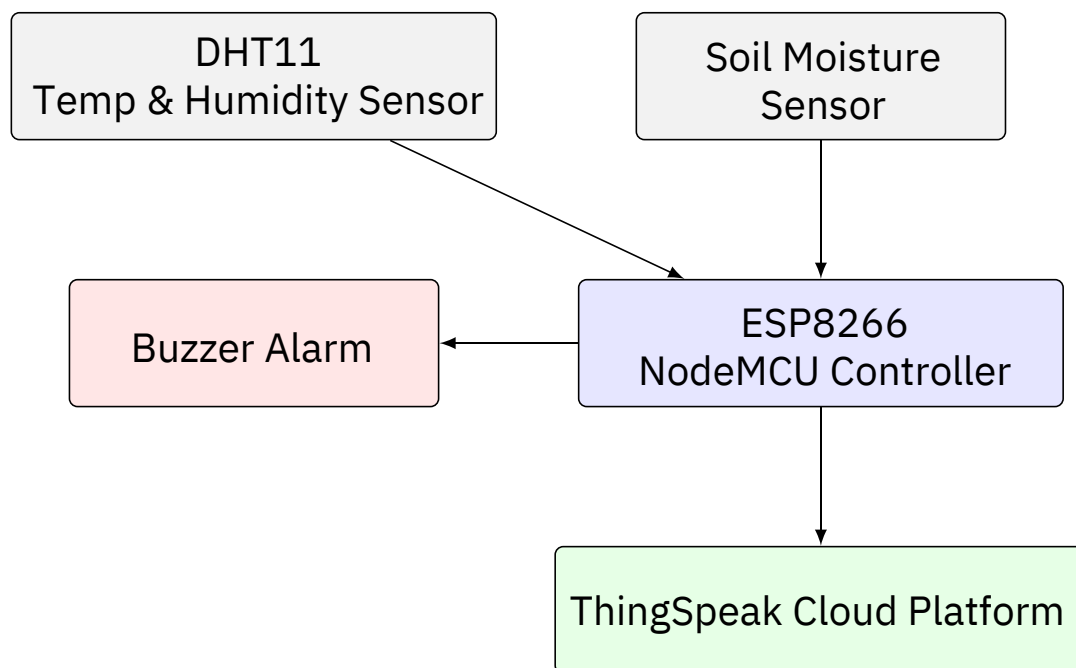 DHT11
Temp & Humidity Sensor
Soil Moisture
Sensor
Buzzer Alarm
ESP8266
NodeMCU Controller
ThingSpeak Cloud Platform